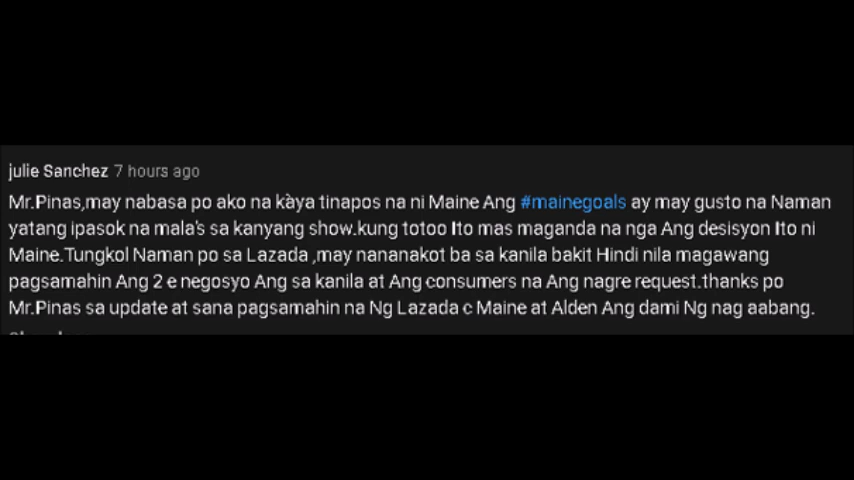 julie Sanchez 7 hours ago
Mr.Pinas,may nabasa po ako na kàya tinapos na ni Maine Ang #mainegoals ay may gusto na Naman
yatang ipasok na mala's sa kanyang show.kung totoo Ito mas maganda na nga Ang desisyon Ito ni
Maine.Tungkol Naman po sa Lazada ,may nananakot ba sa kanila bakit Hindi nila magawang
pagsamahin Ang 2 e negosyo Ang sa kanila at Ang consumers na Ang nagre request.thanks po
Mr.Pinas sa update at sana pagsamahin na Ng Lazada c Maine at Alden Ang dami Ng nag aabang.